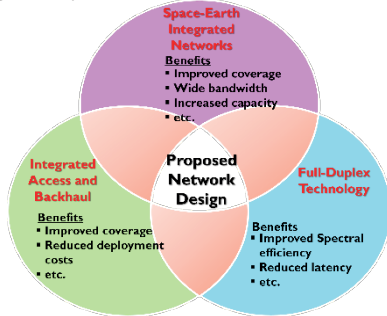 Space-Earth
Integrated
Networks
Benefits
▪ Improved coverage
▪ Wide bandwidth
▪ Increased capacity
▪ etc.
Integrated
Access and
Backhaul
Benefits
▪ Improved coverage
▪ Reduced deployment
costs
▪ etc.
Proposed
Network
Design
Full-Duplex
Technology
Benefits
▪ Improved Spectral
efficiency
▪ Reduced latency
▪ etc.